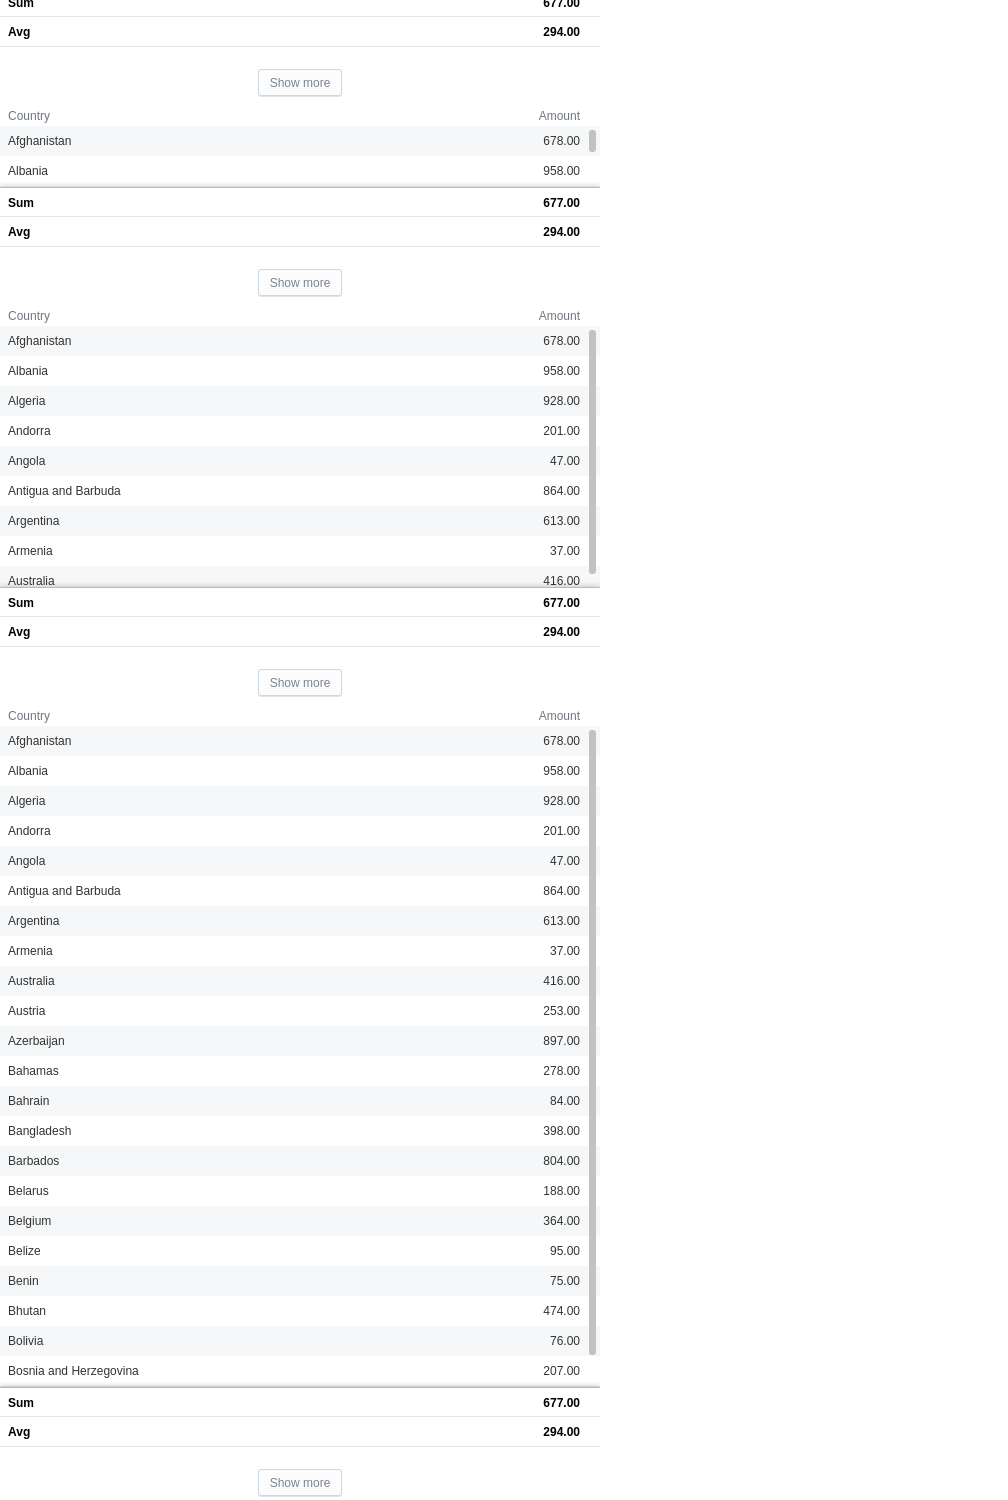 Sum 677.00
Avg 294.00
Show more
Country Amount
Afghanistan 678.00
Albania 958.00
Sum 677.00
Avg 294.00
Show more
Country Amount
Afghanistan 678.00
Albania 958.00
Algeria 928.00
Andorra 201.00
Angola 47.00
Antigua and Barbuda 864.00
Argentina 613.00
Armenia 37.00
Australia 416.00
Sum 677.00
Avg 294.00
Show more
Country Amount
Afghanistan 678.00
Albania 958.00
Algeria 928.00
Andorra 201.00
Angola 47.00
Antigua and Barbuda 864.00
Argentina 613.00
Armenia 37.00
Australia 416.00
Austria 253.00
Azerbaijan 897.00
Bahamas 278.00
Bahrain 84.00
Bangladesh 398.00
Barbados 804.00
Belarus 188.00
Belgium 364.00
Belize 95.00
Benin 75.00
Bhutan 474.00
Bolivia 76.00
Bosnia and Herzegovina 207.00
Sum 677.00
Avg 294.00
Show more